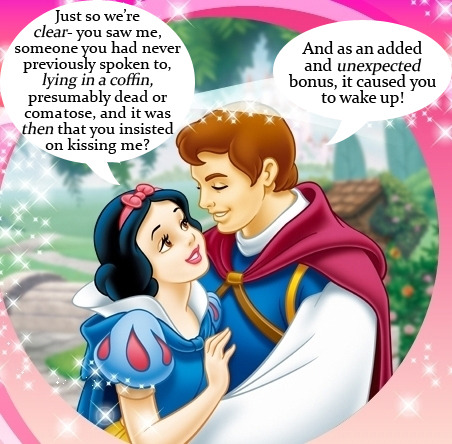 Just so we're
clear- you saw me,
someone you had never
previously spoken to,
lying in a coffin,
presumably dead or
comatose, and it was
then that you insisted
on kissing me?
And as an added
and unexpected
bonus, it caused you
to wake up!